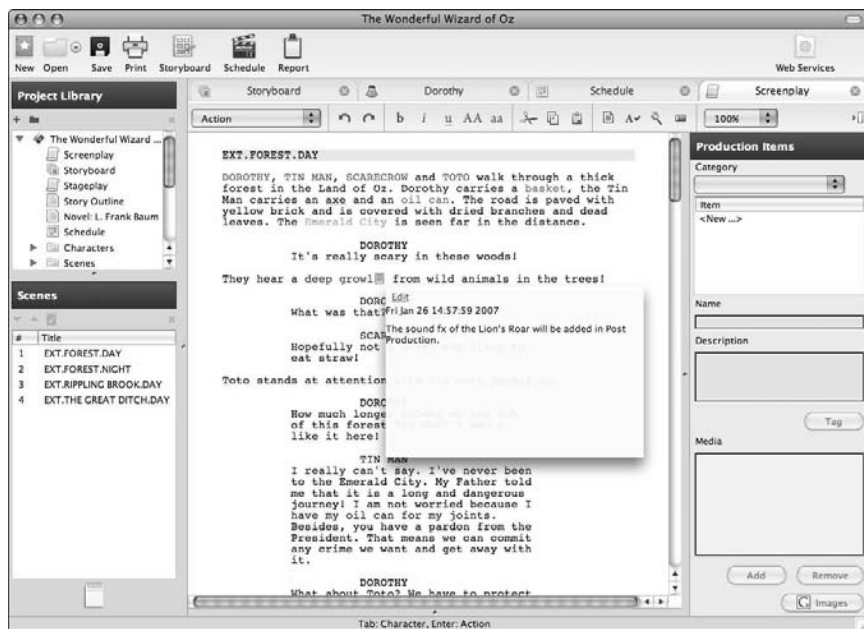 The Wonderful Wizard of Oz
New Open Save Print Storyboard Schedule Report Web Services
Project Library
The Wonderful Wizard ...
Screenplay
Storyboard
Stageplay
Story Outline
Novel: L. Frank Baum
Schedule
Characters
Scenes
Scenes
# Title
1 EXT.FOREST.DAY
2 EXT.FOREST.NIGHT
3 EXT.RIPPLING BROOK.DAY
4 EXT.THE GREAT DITCH.DAY
Storyboard Dorothy Schedule Screenplay
Action b i u AA aa A 100%
EXT.FOREST.DAY
DOROTHY, TIN MAN, SCARECROW and TOTO walk through a thick
forest in the Land of Oz. Dorothy carries a basket, the Tin
Man carries an axe and an oil can. The road is paved with
yellow brick and is covered with dried branches and dead
leaves. The Emerald City is seen far in the distance.
DOROTHY
It's really scary in these woods!
They hear a deep growl from wild animals in the trees!
DORO
What was that?
SCAR
Hopefully not
eat straw!
Toto stands at attention
DORO
How much longe
of this forest
like it here!
TIN MAN
I really can't say. I've never been
to the Emerald City. My Father told
me that it is a long and dangerous
journey! I am not worried because I
have my oil can for my joints.
Besides, you have a pardon from the
President. That means we can commit
any crime we want and get away with
it.
DOROTHY
What about Toto? We have to protect
Edit
Fri Jan 26 14:57:59 2007
The sound fx of the Lion's Roar will be added in Post
Production.
Production Items
Category
Item
<New ...>
Name
Description
Tag
Media
Add Remove
Images
Tab: Character, Enter: Action